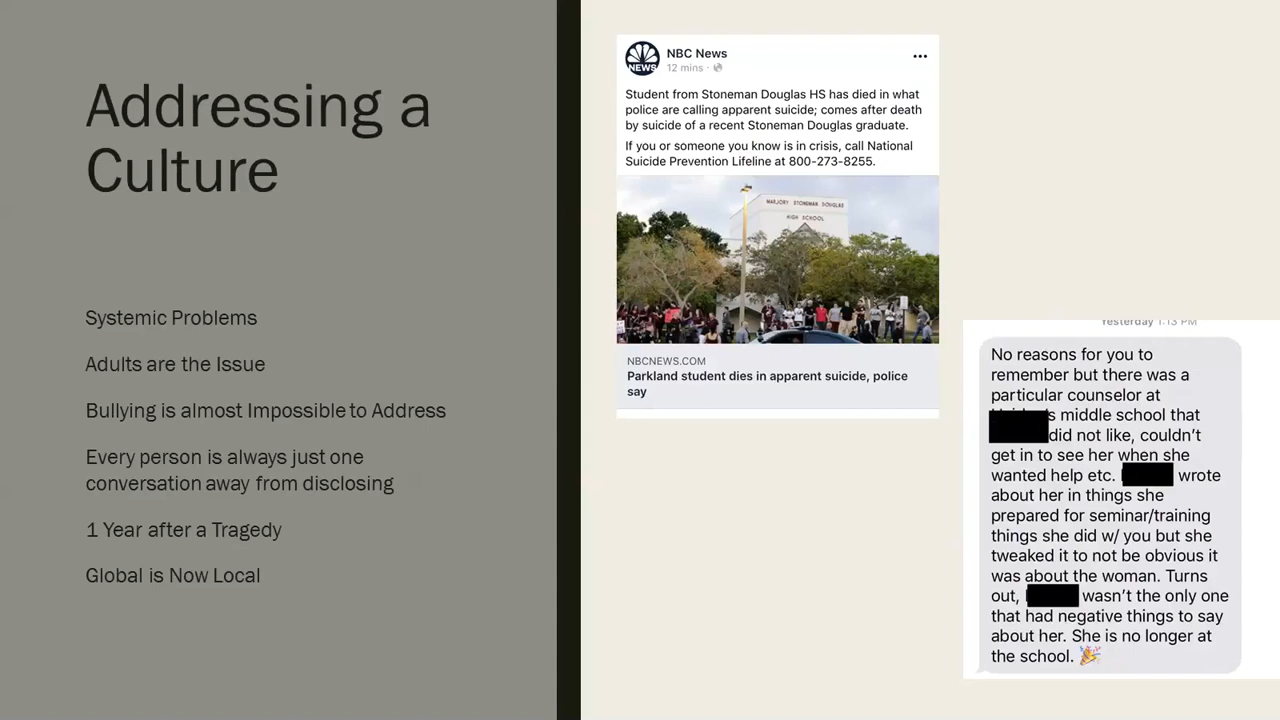 Addressing a
Culture
Systemic Problems
Adults are the Issue
Bullying is almost Impossible to Address
Every person is always just one
conversation away from disclosing
1 Year after a Tragedy
Global is Now Local
NEWS
NBC News
12 mins ·
Student from Stoneman Douglas HS has died in what
police are calling apparent suicide; comes after death
by suicide of a recent Stoneman Douglas graduate.
If you or someone you know is in crisis, call National
Suicide Prevention Lifeline at 800-273-8255.
MARJORY STONEMAN DOUGLAS
HIGH SCHOOL
NBCNEWS.COM
Parkland student dies in apparent suicide, police
say
Yesterday 1:13 PM
No reasons for you to
remember but there was a
particular counselor at
middle school that
did not like, couldn't
get in to see her when she
wanted help etc. wrote
about her in things she
prepared for seminar/training
things she did w/ you but she
tweaked it to not be obvious it
was about the woman. Turns
out, wasn't the only one
that had negative things to say
about her. She is no longer at
the school. 🎉